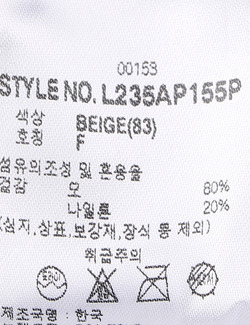 00153
STYLE NO. L235AP155P
색상 BEIGE(83)
호칭 F
섬유의조성 및 혼용율
겉감 모 80%
나일론 20%
(심지,상표,보강재,장식 등 제외)
취급주의
제조국명 : 한국